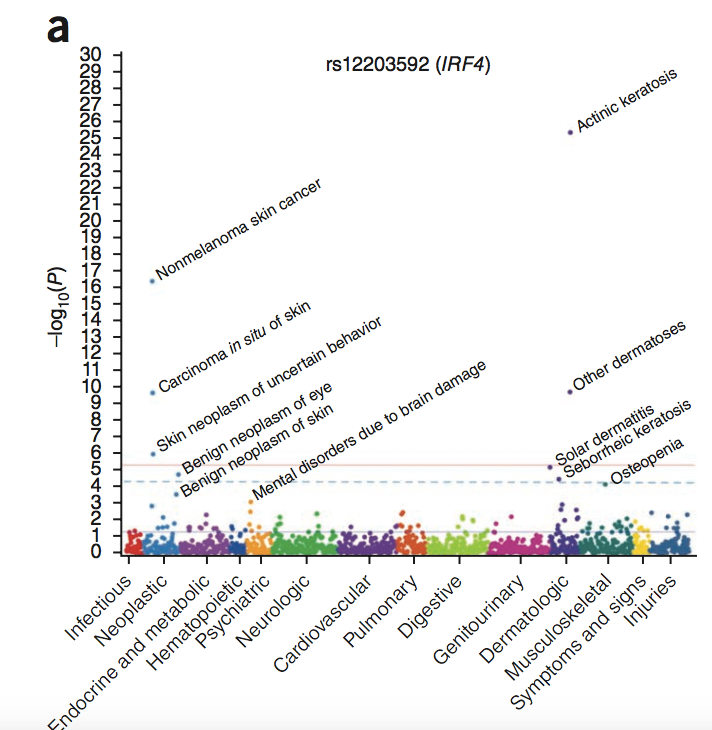 a
rs12203592 (IRF4)
–log10(P)
30
29
28
27
26
25
24
23
22
21
20
19
18
17
16
15
14
13
12
11
10
9
8
7
6
5
4
3
2
1
0
Actinic keratosis
Nonmelanoma skin cancer
Carcinoma in situ of skin
Other dermatoses
Skin neoplasm of uncertain behavior
Benign neoplasm of eye
Benign neoplasm of skin
Mental disorders due to brain damage
Solar dermatitis
Seborrheic keratosis
Osteopenia
Infectious
Neoplastic
Endocrine and metabolic
Hematopoietic
Psychiatric
Neurologic
Cardiovascular
Pulmonary
Digestive
Genitourinary
Dermatologic
Musculoskeletal
Symptoms and signs
Injuries